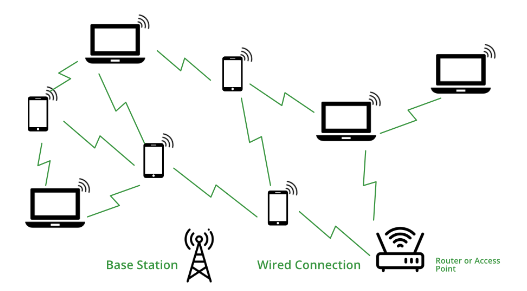 Base Station
Wired Connection
Router or Access
Point